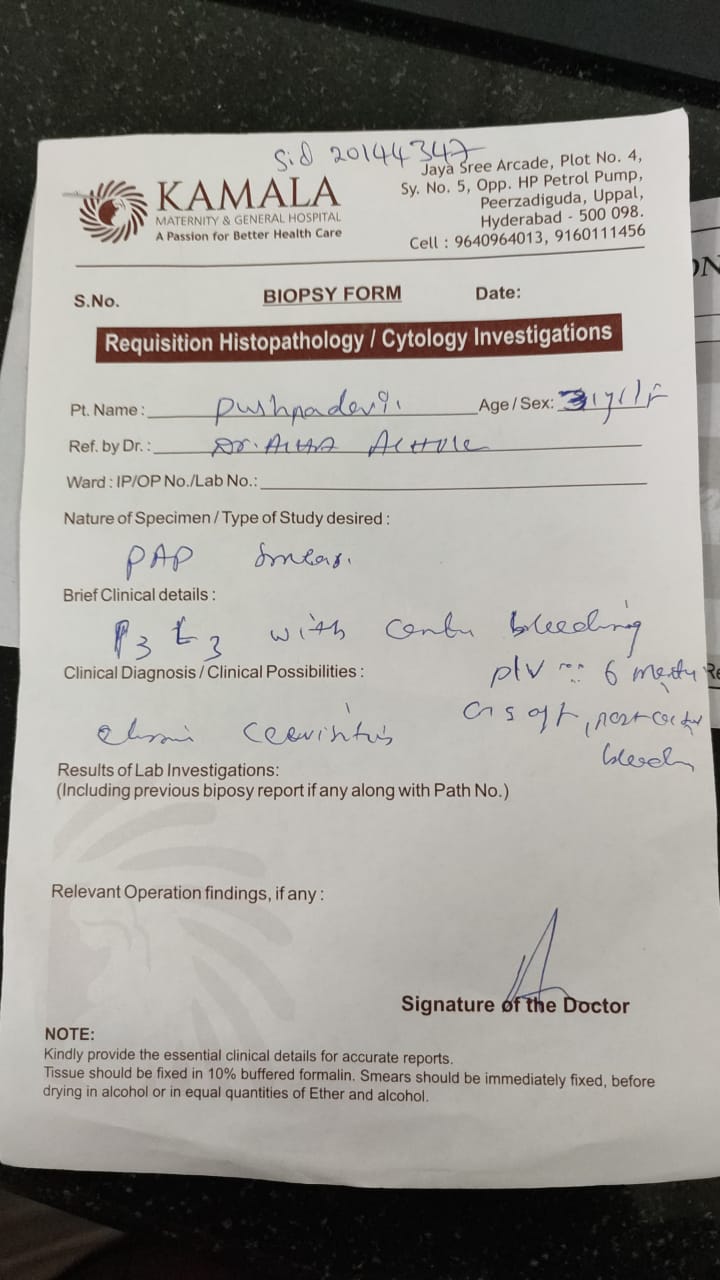 Sid 20144347
KAMALA
MATERNITY & GENERAL HOSPITAL
A Passion for Better Health Care
Jaya Sree Arcade, Plot No. 4,
Sy. No. 5, Opp. HP Petrol Pump,
Peerzadiguda, Uppal,
Hyderabad - 500 098.
Cell : 9640964013, 9160111456
S.No. BIOPSY FORM Date:
Requisition Histopathology / Cytology Investigations
Pt. Name : Pushpadevi. Age / Sex: 31y/F
Ref. by Dr. : Dr.
Ward : IP/OP No./Lab No.:
Nature of Specimen / Type of Study desired :
PAP Smear.
Brief Clinical details :
P3 L3 with bleeding
P/V 6
Clinical Diagnosis / Clinical Possibilities :
Cervicitis
Results of Lab Investigations:
(Including previous biposy report if any along with Path No.)
Relevant Operation findings, if any :
Signature of the Doctor
NOTE:
Kindly provide the essential clinical details for accurate reports.
Tissue should be fixed in 10% buffered formalin. Smears should be immediately fixed, before
drying in alcohol or in equal quantities of Ether and alcohol.